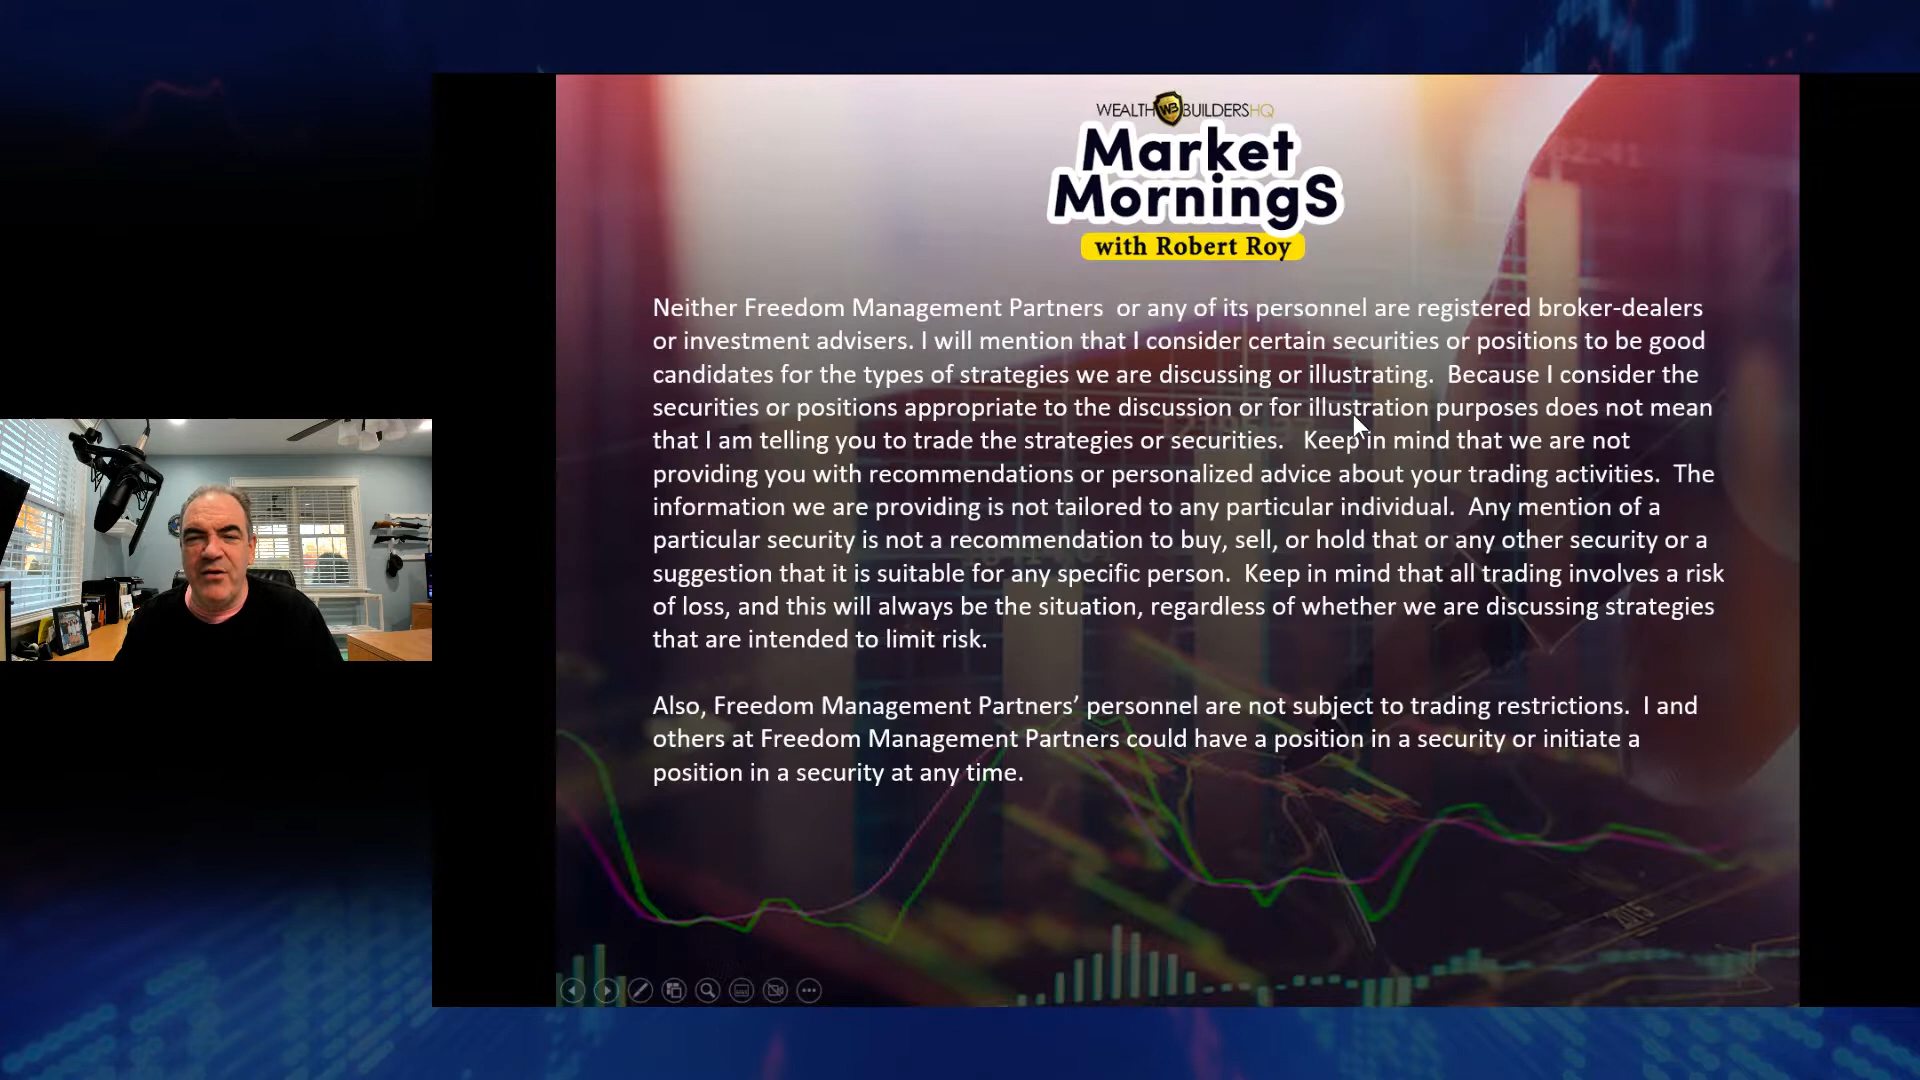 WEALTH WB BUILDERSHQ
Market
MorningS
with Robert Roy
Neither Freedom Management Partners  or any of its personnel are registered broker-dealers
or investment advisers. I will mention that I consider certain securities or positions to be good
candidates for the types of strategies we are discussing or illustrating.  Because I consider the
securities or positions appropriate to the discussion or for illustration purposes does not mean
that I am telling you to trade the strategies or securities.   Keep in mind that we are not
providing you with recommendations or personalized advice about your trading activities.  The
information we are providing is not tailored to any particular individual.  Any mention of a
particular security is not a recommendation to buy, sell, or hold that or any other security or a
suggestion that it is suitable for any specific person.  Keep in mind that all trading involves a risk
of loss, and this will always be the situation, regardless of whether we are discussing strategies
that are intended to limit risk.
Also, Freedom Management Partners’ personnel are not subject to trading restrictions.  I and
others at Freedom Management Partners could have a position in a security or initiate a
position in a security at any time.
2015